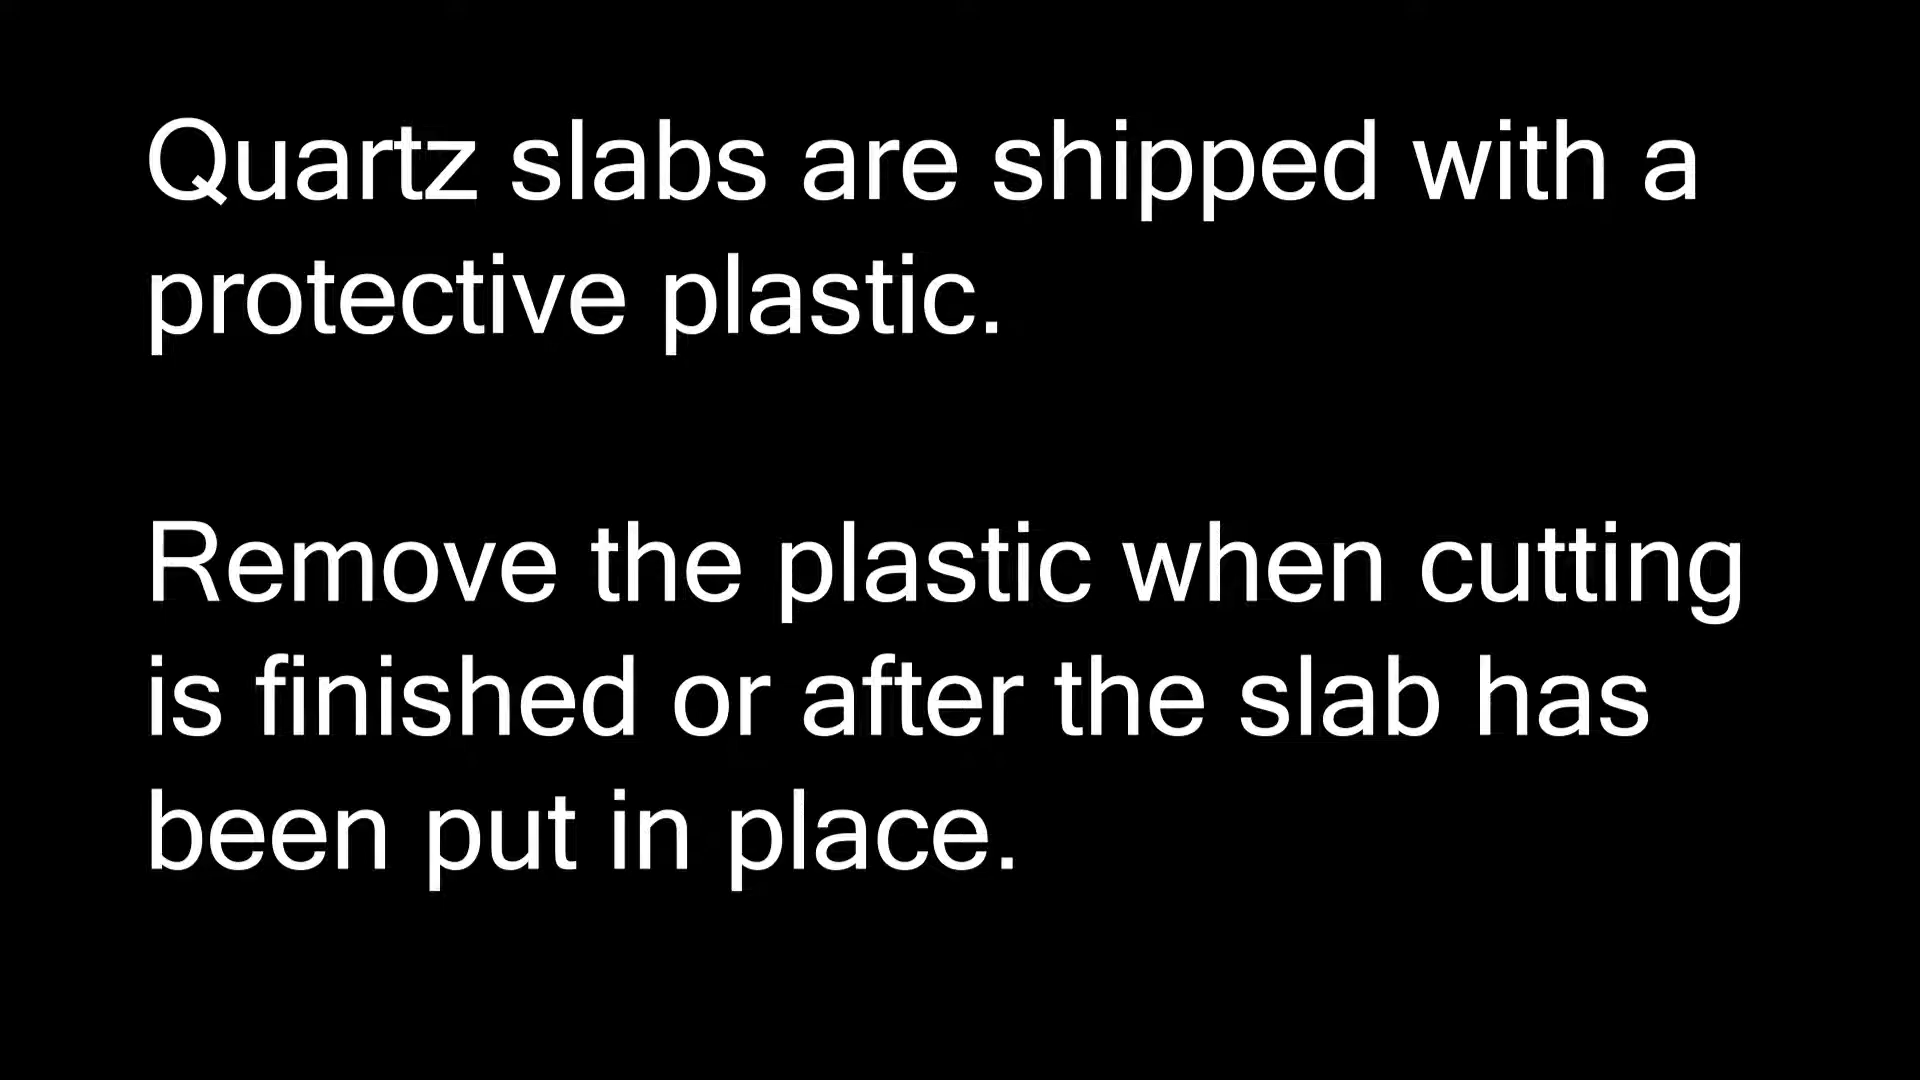 Quartz slabs are shipped with a
protective plastic.
Remove the plastic when cutting
is finished or after the slab has
been put in place.